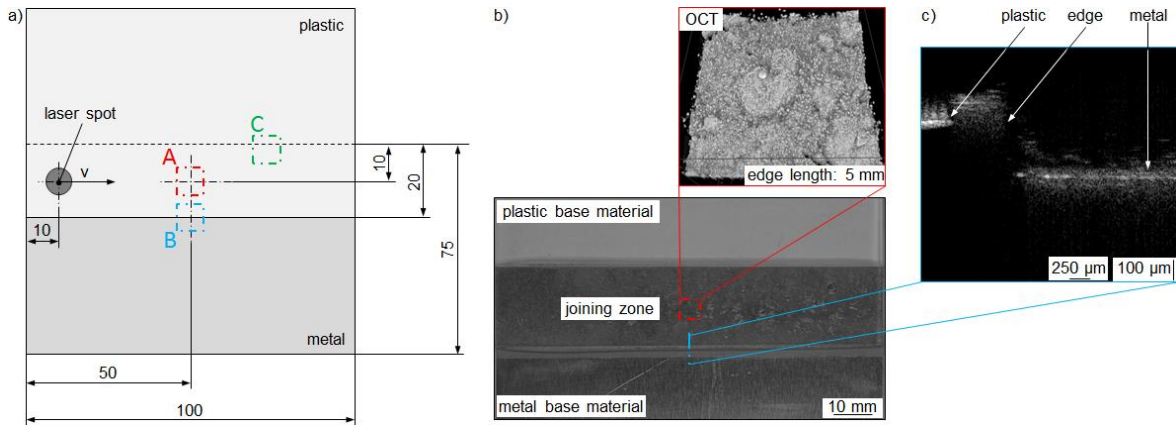 a)
plastic
laser spot
C
A
v
10
20
10
B
75
metal
50
100
b)
OCT
edge length: 5 mm
plastic base material
joining zone
metal base material
10 mm
c)
plastic
edge
metal
250 µm
100 µm